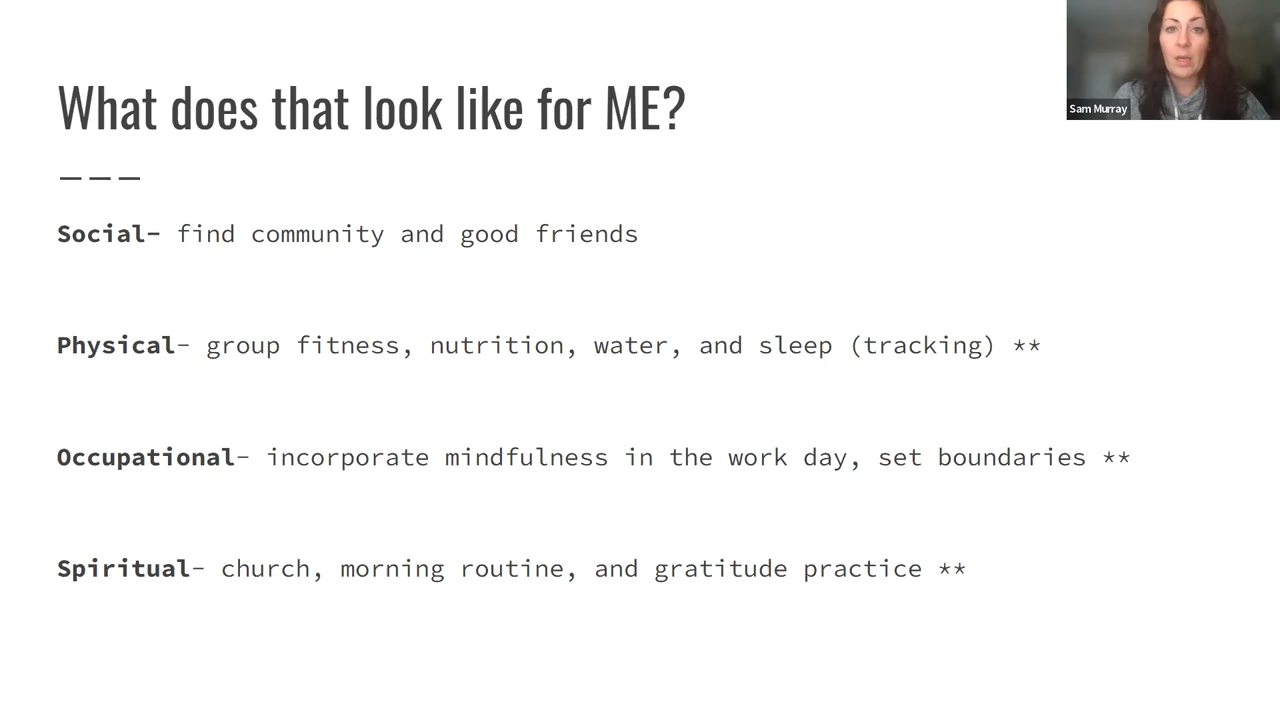 What does that look like for ME?
Sam Murray
Social- find community and good friends
Physical- group fitness, nutrition, water, and sleep (tracking) **
Occupational- incorporate mindfulness in the work day, set boundaries **
Spiritual- church, morning routine, and gratitude practice **